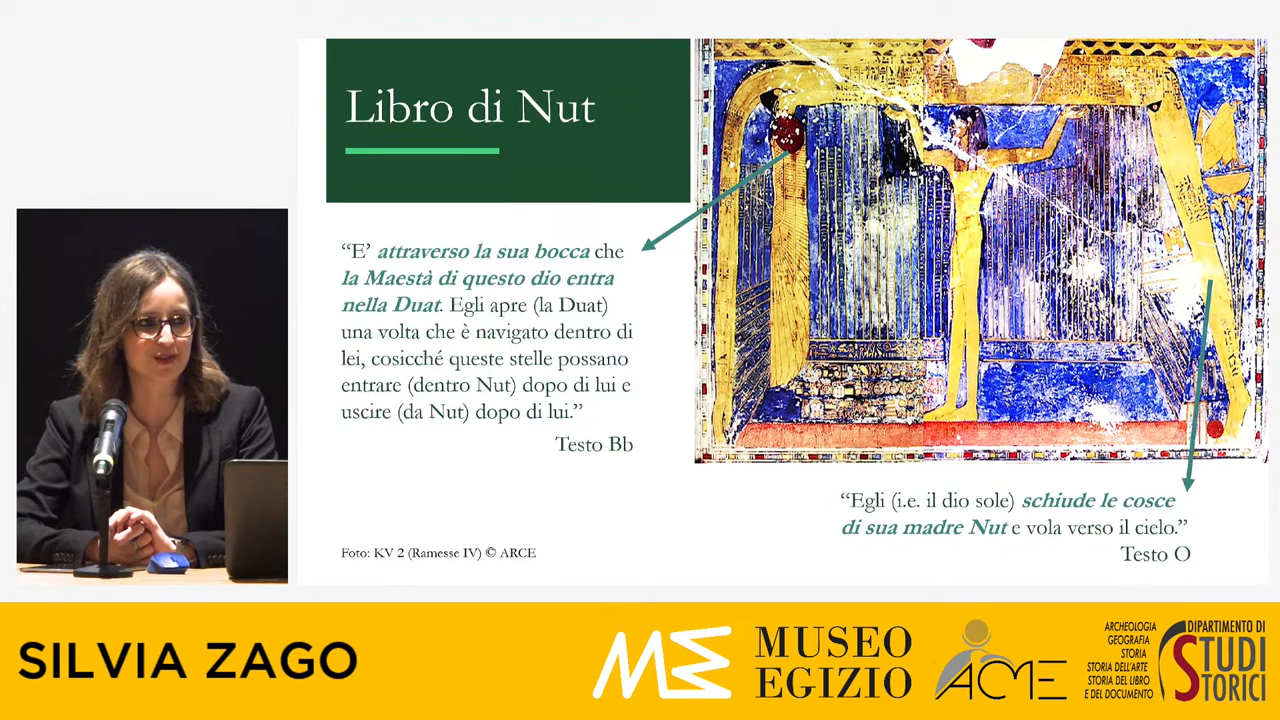 Libro di Nut
“E’ attraverso la sua bocca che
la Maestà di questo dio entra
nella Duat. Egli apre (la Duat)
una volta che è navigato dentro di
lei, cosicché queste stelle possano
entrare (dentro Nut) dopo di lui e
uscire (da Nut) dopo di lui.”
Testo Bb
“Egli (i.e. il dio sole) schiude le cosce
di sua madre Nut e vola verso il cielo.”
Testo O
Foto: KV 2 (Ramesse IV) © ARCE
SILVIA ZAGO
ME
MUSEO
EGIZIO
ACME
ARCHEOLOGIA
GEOGRAFIA
STORIA
STORIA DELL'ARTE
STORIA DEL LIBRO
E DEL DOCUMENTO
DIPARTIMENTO DI
STUDI
STORICI